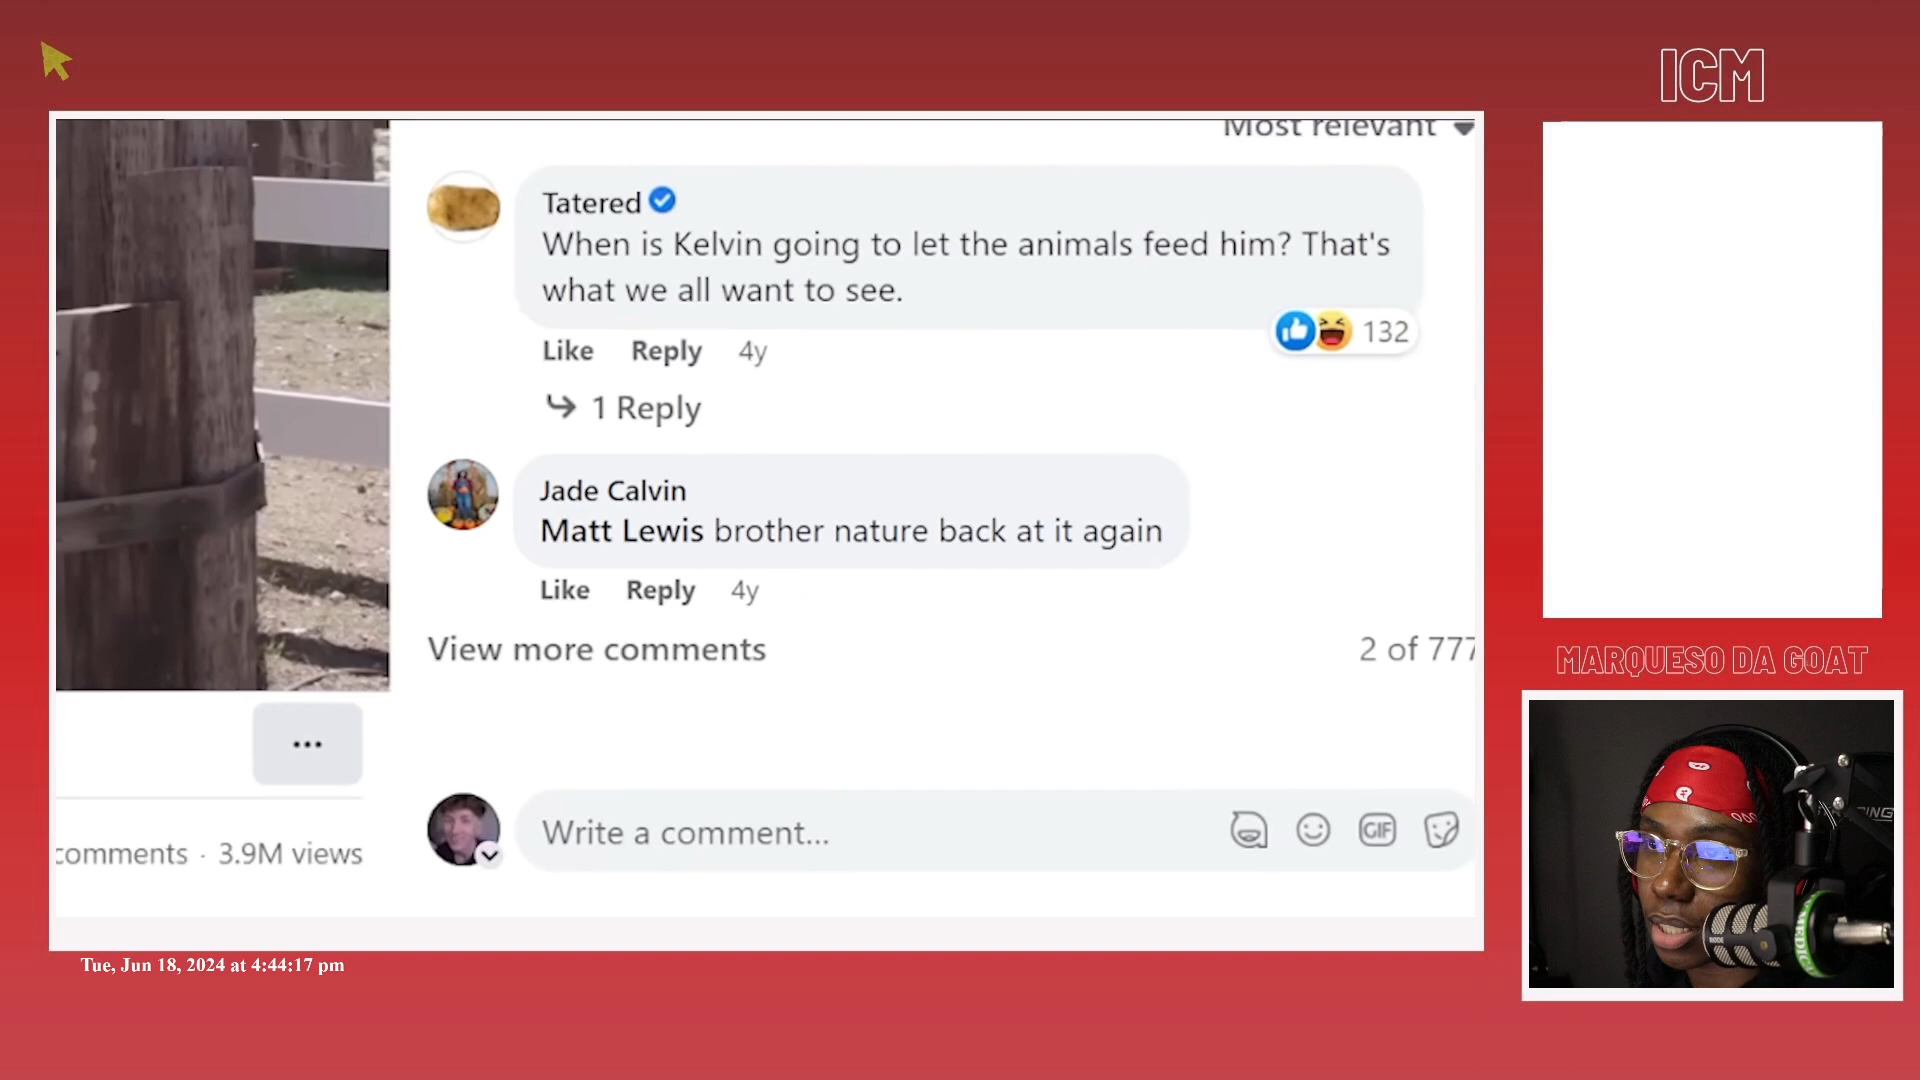 ICM
Most relevant
Tatered
When is Kelvin going to let the animals feed him? That's
what we all want to see.
132
Like Reply 4y
1 Reply
Jade Calvin
Matt Lewis brother nature back at it again
Like Reply 4y
View more comments
2 of 777
MARQUESO DA GOAT
...
Write a comment...
GIF
comments · 3.9M views
RODE
Tue, Jun 18, 2024 at 4:44:17 pm